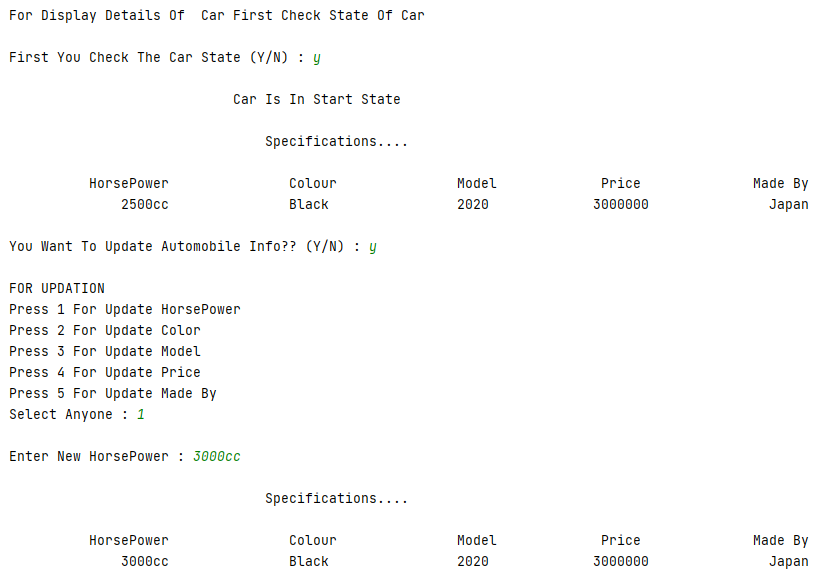 For Display Details Of  Car First Check State Of Car
First You Check The Car State (Y/N) : y
Car Is In Start State
Specifications....
HorsePower Colour Model Price Made By
2500cc Black 2020 3000000 Japan
You Want To Update Automobile Info?? (Y/N) : y
FOR UPDATION
Press 1 For Update HorsePower
Press 2 For Update Color
Press 3 For Update Model
Press 4 For Update Price
Press 5 For Update Made By
Select Anyone : 1
Enter New HorsePower : 3000cc
Specifications....
HorsePower Colour Model Price Made By
3000cc Black 2020 3000000 Japan